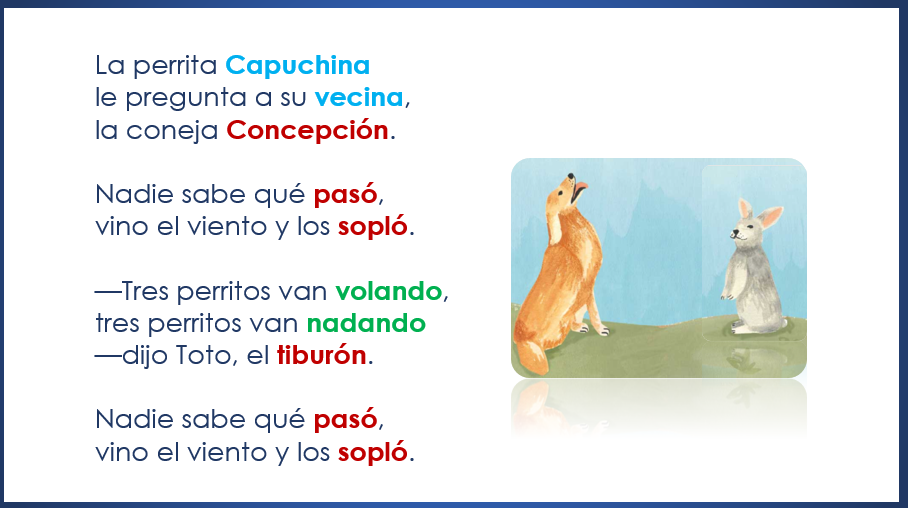 La perrita Capuchina
le pregunta a su vecina,
la coneja Concepción.
Nadie sabe qué pasó,
vino el viento y los sopló.
—Tres perritos van volando,
tres perritos van nadando
—dijo Toto, el tiburón.
Nadie sabe qué pasó,
vino el viento y los sopló.